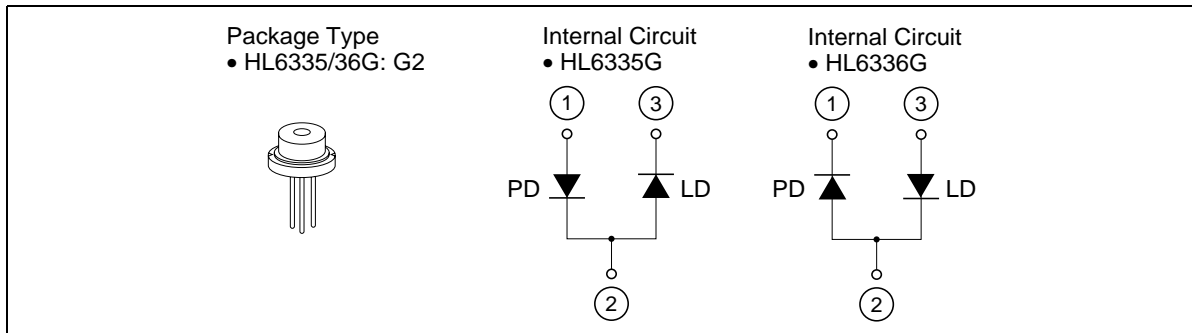 Package Type
• HL6335/36G: G2
Internal Circuit
• HL6335G
1 3
PD LD
2
Internal Circuit
• HL6336G
1 3
PD LD
2